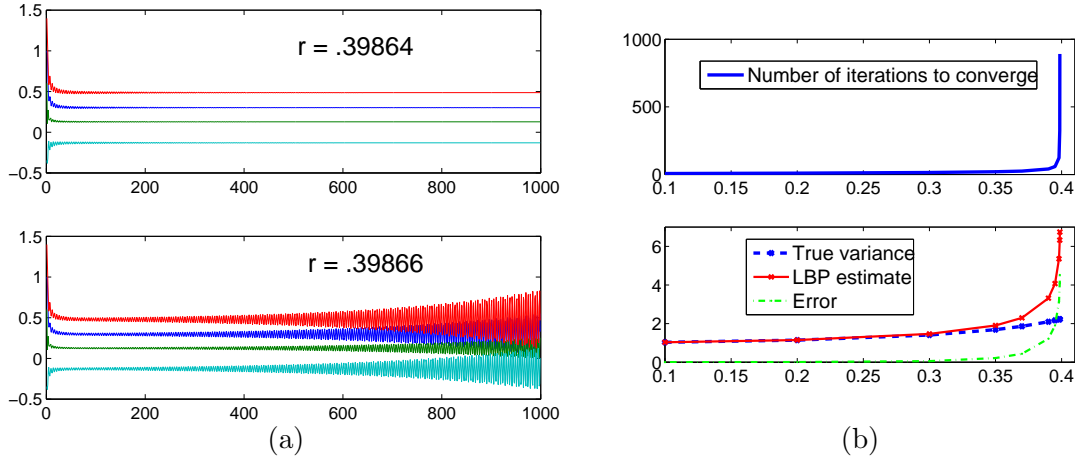 1.5
1
0.5
0
−0.5
r = .39864
0 200 400 600 800 1000
1.5
1
0.5
0
−0.5
r = .39866
0 200 400 600 800 1000
(a)
1000
500
0
Number of iterations to converge
0.1 0.15 0.2 0.25 0.3 0.35 0.4
6
4
2
0
True variance
LBP estimate
Error
0.1 0.15 0.2 0.25 0.3 0.35 0.4
(b)